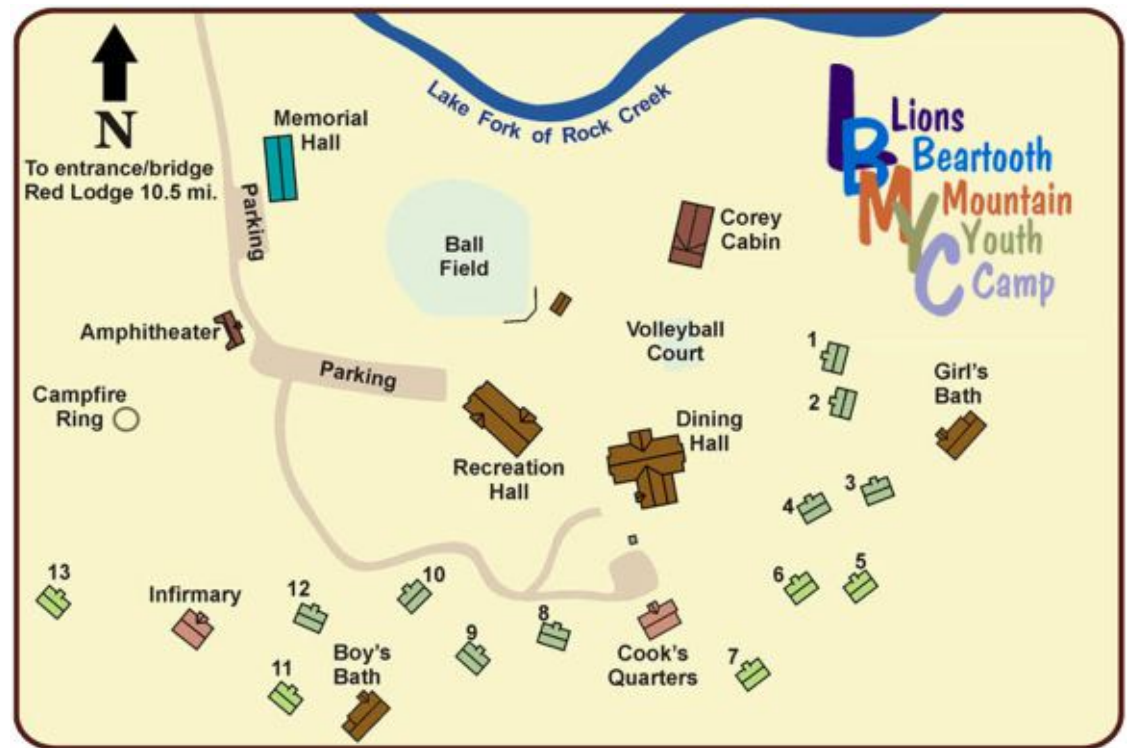 N
To entrance/bridge
Red Lodge 10.5 mi.
Memorial
Hall
Parking
Lake Fork of Rock Creek
LBMYC
Lions
Beartooth
Mountain
Youth
Camp
Ball
Field
Corey
Cabin
Amphitheater
Parking
Volleyball
Court
Campfire
Ring
Recreation
Hall
Dining
Hall
Girl's
Bath
1
2
3
4
5
6
7
8
9
10
11
12
13
Infirmary
Boy's
Bath
Cook's
Quarters